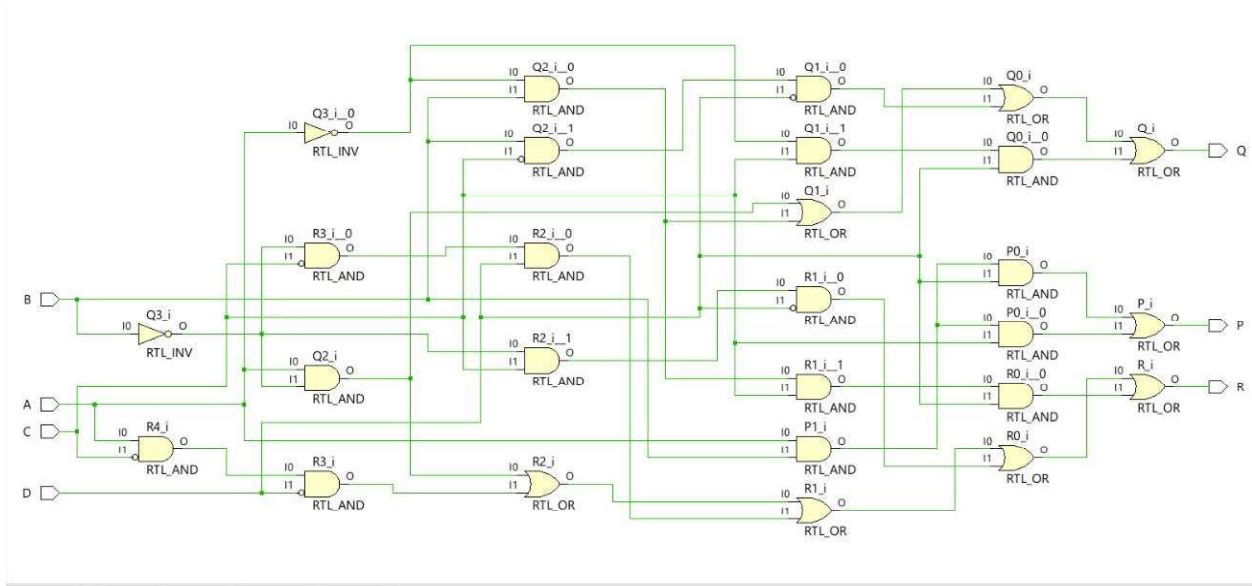 Q3_i__0
I0
O
RTL_INV
Q2_i__0
I0
I1
O
RTL_AND
Q2_i__1
I0
I1
O
RTL_AND
Q1_i__0
I0
I1
O
RTL_AND
Q1_i__1
I0
I1
O
RTL_AND
Q1_i
I0
I1
O
RTL_OR
Q0_i
I0
I1
O
RTL_OR
Q0_i__0
I0
I1
O
RTL_AND
Q_i
I0
I1
O
RTL_OR
Q
R3_i__0
I0
I1
O
RTL_AND
R2_i__0
I0
I1
O
RTL_AND
B
Q3_i
I0
O
RTL_INV
R2_i__1
I0
I1
O
RTL_AND
R1_i__0
I0
I1
O
RTL_AND
P0_i
I0
I1
O
RTL_AND
P0_i__0
I0
I1
O
RTL_AND
P_i
I0
I1
O
RTL_OR
P
Q2_i
I0
I1
O
RTL_AND
R1_i__1
I0
I1
O
RTL_AND
R0_i__0
I0
I1
O
RTL_AND
R_i
I0
I1
O
RTL_OR
R
A
C
R4_i
I0
I1
O
RTL_AND
P1_i
I0
I1
O
RTL_AND
R0_i
I0
I1
O
RTL_OR
D
R3_i
I0
I1
O
RTL_AND
R2_i
I0
I1
O
RTL_OR
R1_i
I0
I1
O
RTL_OR